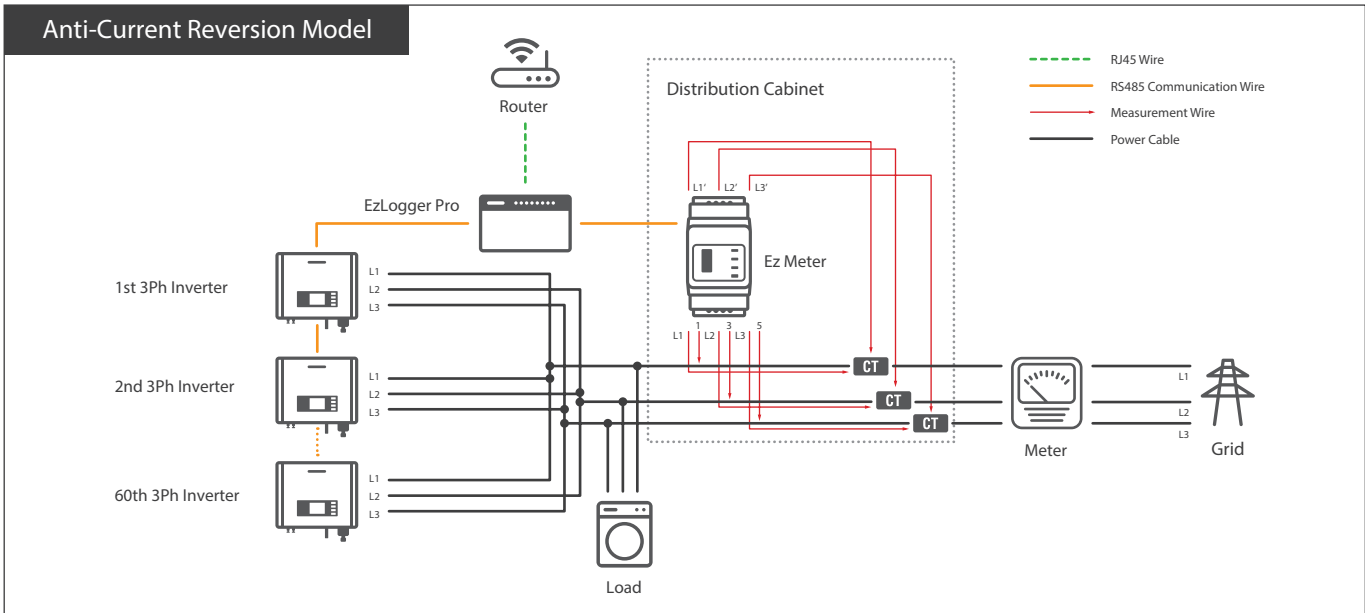 Anti-Current Reversion Model
Router
Distribution Cabinet
RJ45 Wire
RS485 Communication Wire
Measurement Wire
Power Cable
L1' L2' L3'
EzLogger Pro
Ez Meter
1st 3Ph Inverter
L1
L2
L3
L1 1 L2 3 L3 5
2nd 3Ph Inverter
L1
L2
L3
CT
CT
CT
L1
L2
L3
Meter
Grid
60th 3Ph Inverter
L1
L2
L3
Load